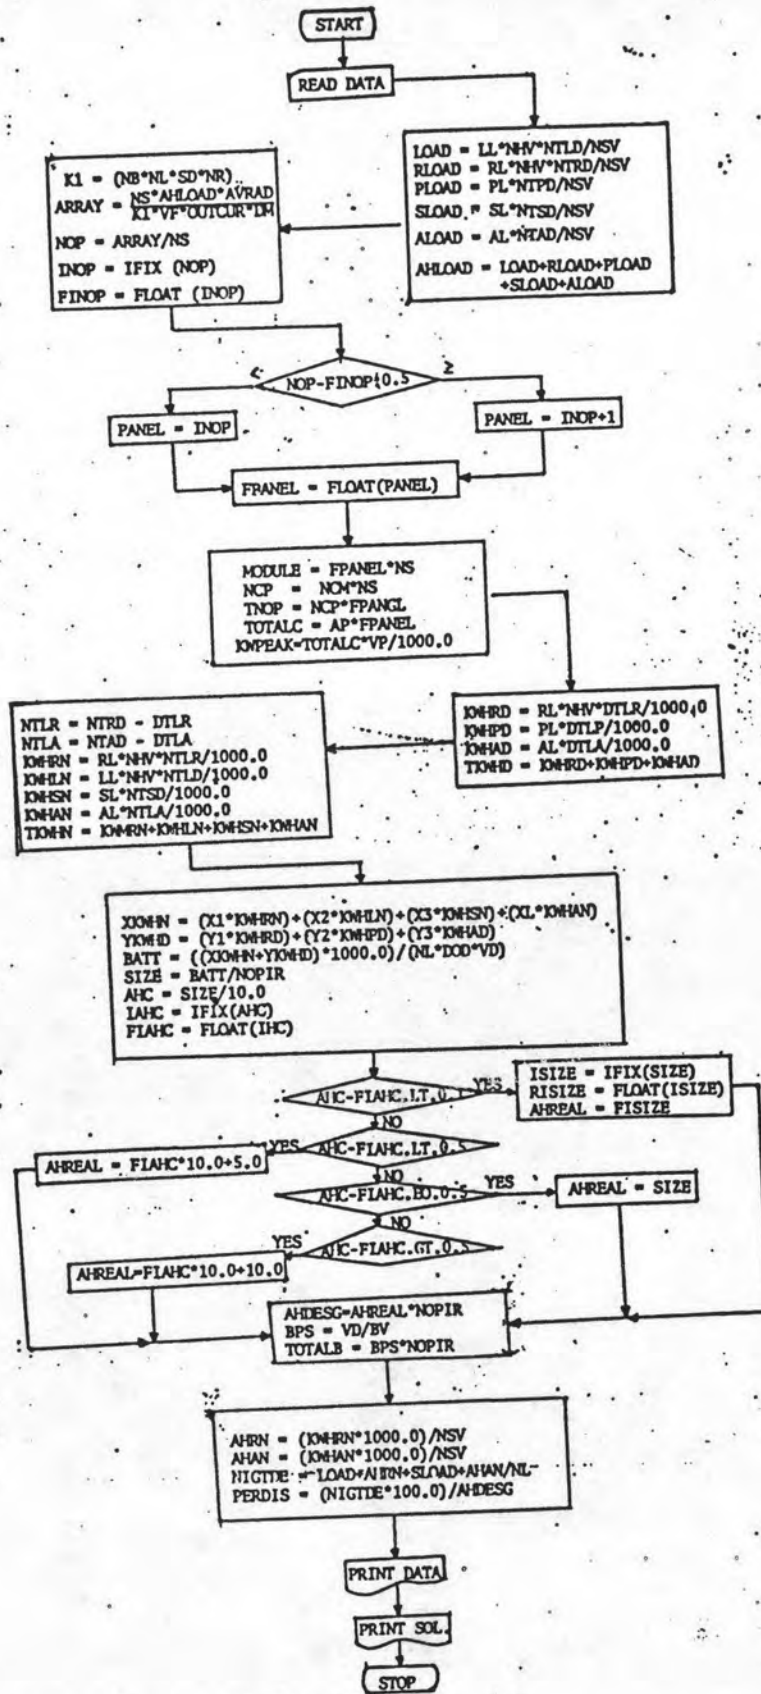 START
READ DATA
LOAD = LL*NHV*NTLD/NSV
RLOAD = RL*NHV*NTRD/NSV
PLOAD = PL*NTPD/NSV
SLOAD = SL*NTSD/NSV
ALOAD = AL*NTAD/NSV
AHLOAD = LOAD+RLOAD+PLOAD
+SLOAD+ALOAD
K1 = (NB*NL*SD*NR)
ARRAY = NS*AHLOAD*AVRAD
K1*VF*OUTCUR*DM
NOP = ARRAY/NS
INOP = IFIX (NOP)
FINOP = FLOAT (INOP)
< NOP-FINOP:0.5 ≥
PANEL = INOP
PANEL = INOP+1
FPANEL = FLOAT(PANEL)
MODULE = FPANEL*NS
NCP = NCM*NS
TNOP = NCP*FPANGL
TOTALC = AP*FPANEL
KWPEAK=TOTALC*VP/1000.0
KWHRD = RL*NHV*DTLR/1000.0
KWHPD = PL*DTLP/1000.0
KWHAD = AL*DTLA/1000.0
TKWHD = KWHRD+KWHPD+KWHAD
NTLR = NTRD - DTLR
NTLA = NTAD - DTLA
KWHRN = RL*NHV*NTLR/1000.0
KWHLN = LL*NHV*NTLD/1000.0
KWHSN = SL*NTSD/1000.0
KWHAN = AL*NTLA/1000.0
TKWHN = KWMRN+KWHLN+KWHSN+KWHAN
XKWHN = (X1*KWHRN)+(X2*KWHLN)+(X3*KWHSN)+(XL*KWHAN)
YKWHD = (Y1*KWHRD)+(Y2*KWHPD)+(Y3*KWHAD)
BATT = ((XKWHN+YKWHD)*1000.0)/(NL*DOD*VD)
SIZE = BATT/NOPIR
AHC = SIZE/10.0
IAHC = IFIX(AHC)
FIAHC = FLOAT(IHC)
AHC-FIAHC.LT.0.1 YES
ISIZE = IFIX(SIZE)
RISIZE = FLOAT(ISIZE)
AHREAL = FISIZE
NO
YES AHC-FIAHC.LT.0.5
AHREAL = FIAHC*10.0+5.0
NO
AHC-FIAHC.EO.0.5 YES
AHREAL = SIZE
NO
YES AHC-FIAHC.GT.0.5
AHREAL=FIAHC*10.0+10.0
AHDESG=AHREAL*NOPIR
BPS = VD/BV
TOTALB = BPS*NOPIR
AHRN = (KWHRN*1000.0)/NSV
AHAN = (KWHAN*1000.0)/NSV
NIGTDE = LOAD+AHRN+SLOAD+AHAN/NL
PERDIS = (NIGTDE*100.0)/AHDESG
PRINT DATA
PRINT SOL.
STOP